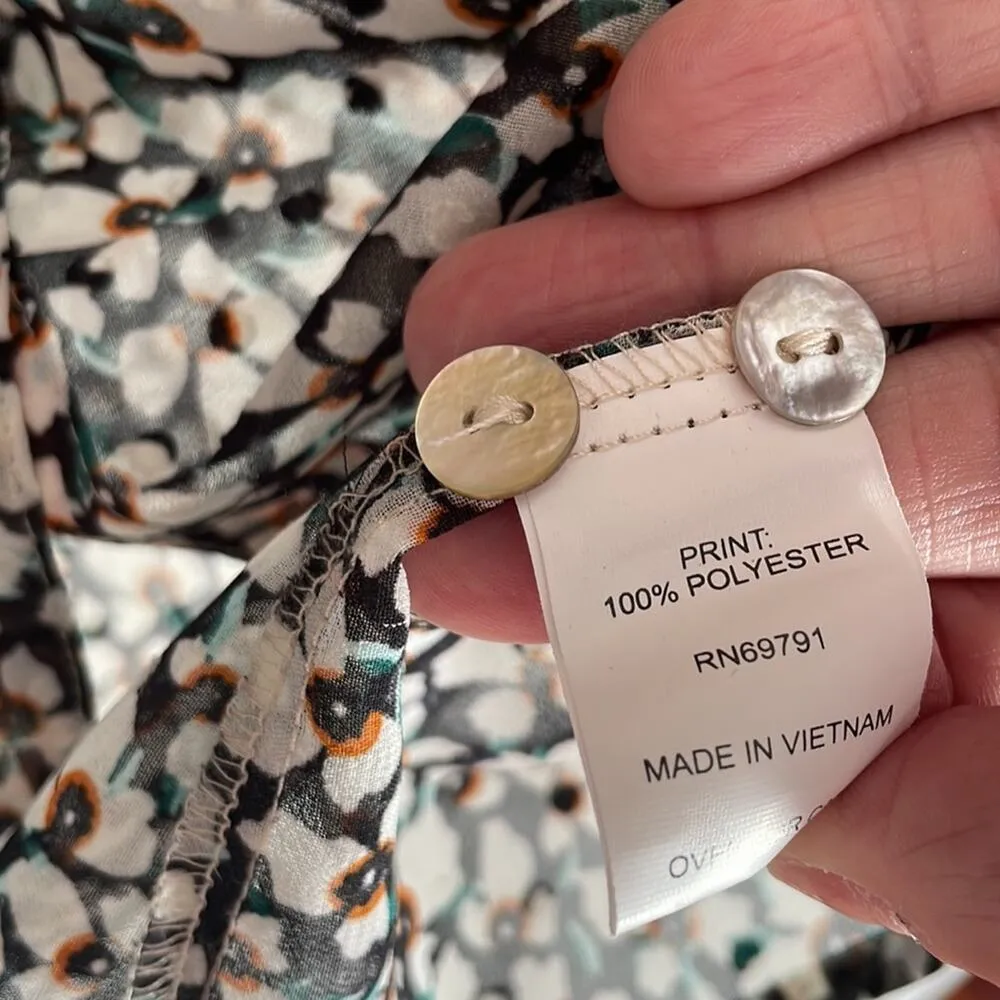 PRINT:
100% POLYESTER
RN69791
MADE IN VIETNAM